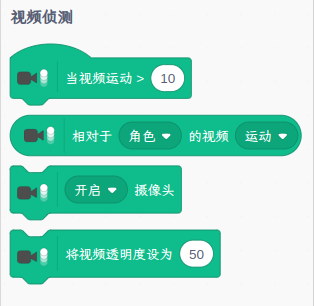 视频侦测
当视频运动 > 10
相对于 角色 的视频 运动
开启 摄像头
将视频透明度设为 50